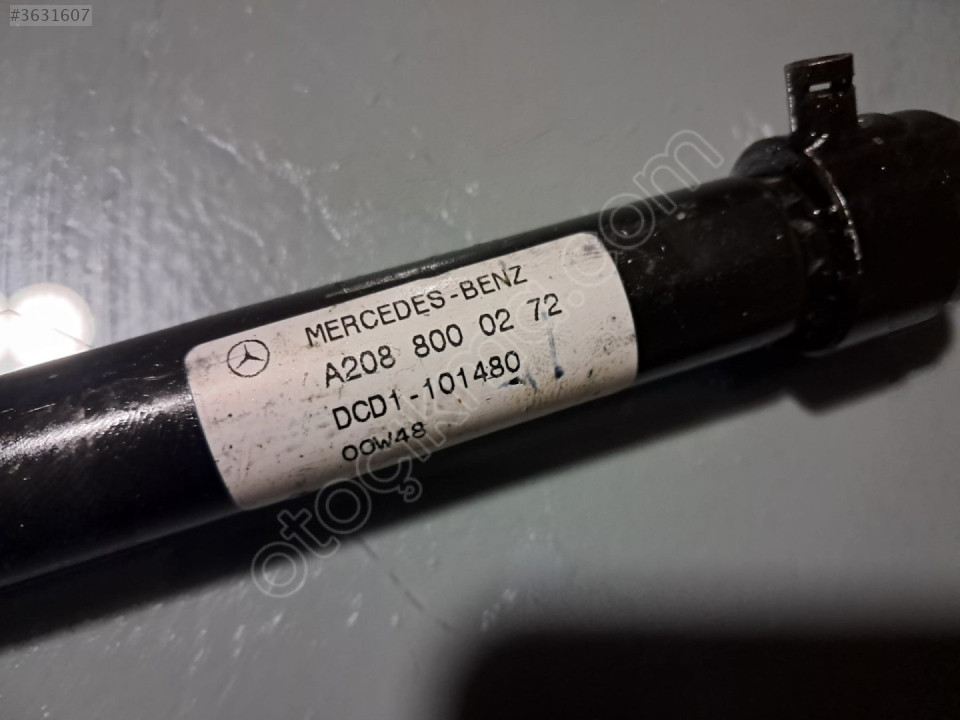 #3631607
MERCEDES-BENZ
A208 800 02 72
DCD1-101480
00W48
otoçıkma.com